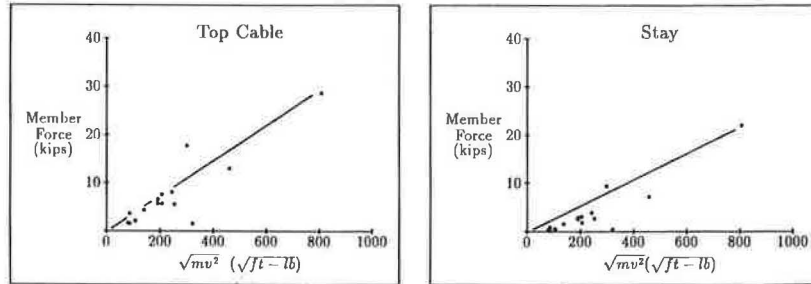 Top Cable
40
30
20
10
Member
Force
(kips)
0 200 400 600 800 1000
√mv² (√ft − lb)
Stay
40
30
20
10
Member
Force
(kips)
0 200 400 600 800 1000
√mv²(√ft − lb)